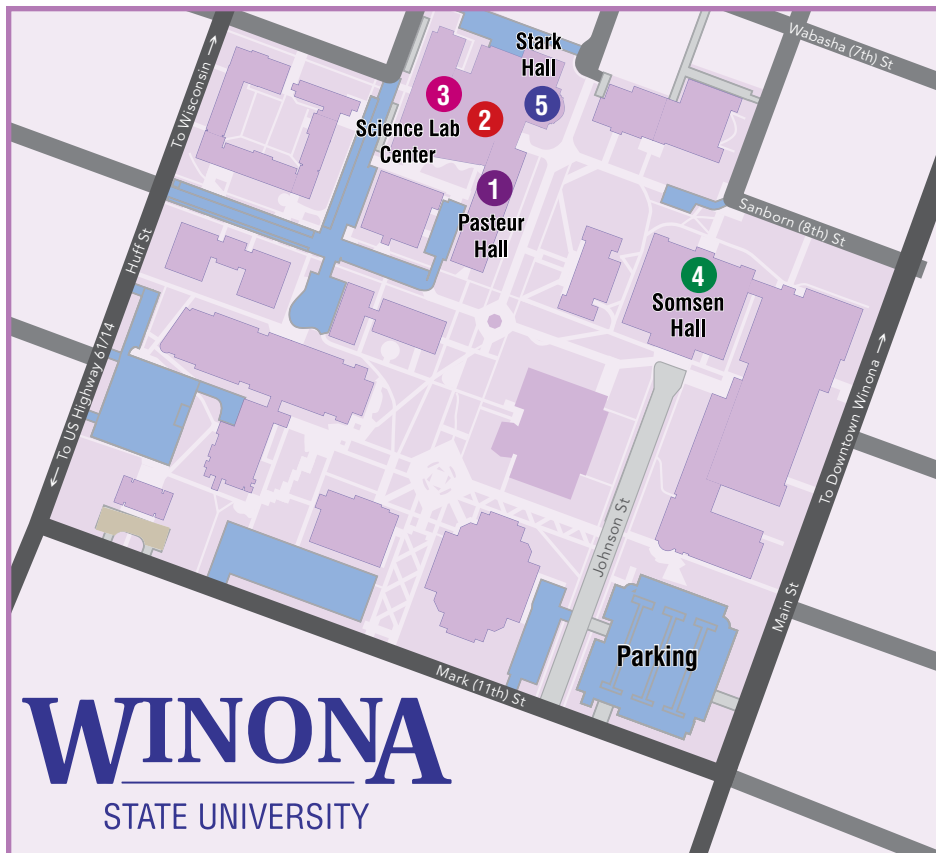 Wabasha (7th) St
To Wisconsin →
Stark
Hall
3
2
5
Science Lab
Center
1
Pasteur
Hall
Sanborn (8th) St
Huff St
4
Somsen
Hall
← To US Highway 61/14
To Downtown Winona →
Johnson St
Main St
Parking
Mark (11th) St
WINONA
STATE UNIVERSITY